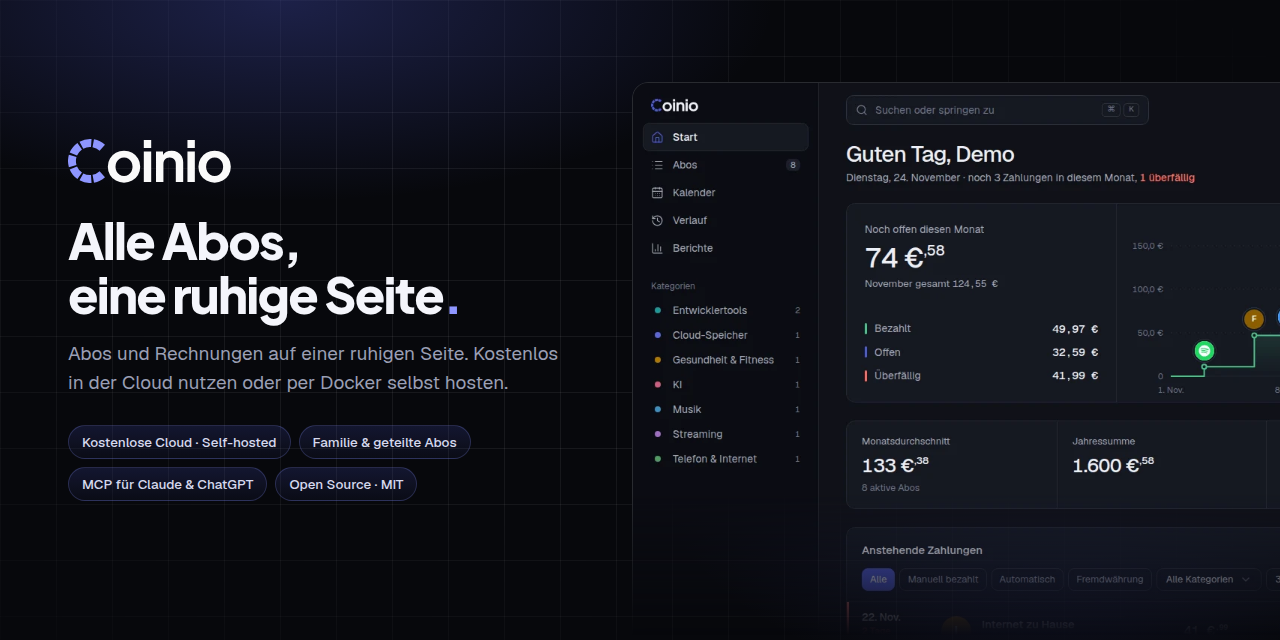 Coinio
Alle Abos,
eine ruhige Seite.
Abos und Rechnungen auf einer ruhigen Seite. Kostenlos
in der Cloud nutzen oder per Docker selbst hosten.
Kostenlose Cloud · Self-hosted
Familie & geteilte Abos
MCP für Claude & ChatGPT
Open Source · MIT
Coinio
Start
Abos 8
Kalender
Verlauf
Berichte
Kategorien
Entwicklertools 2
Cloud-Speicher 1
Gesundheit & Fitness 1
KI 1
Musik 1
Streaming 1
Telefon & Internet 1
Suchen oder springen zu ⌘ K
Guten Tag, Demo
Dienstag, 24. November · noch 3 Zahlungen in diesem Monat, 1 überfällig
Noch offen diesen Monat
74 €,58
November gesamt 124,55 €
Bezahlt 49,97 €
Offen 32,59 €
Überfällig 41,99 €
150,0 €
100,0 €
50,0 €
0
F
1. Nov.
8
Monatsdurchschnitt
133 €,38
8 aktive Abos
Jahressumme
1.600 €,58
Anstehende Zahlungen
Alle
Manuell bezahlt
Automatisch
Fremdwährung
Alle Kategorien
3
22. Nov.
Internet zu Hause